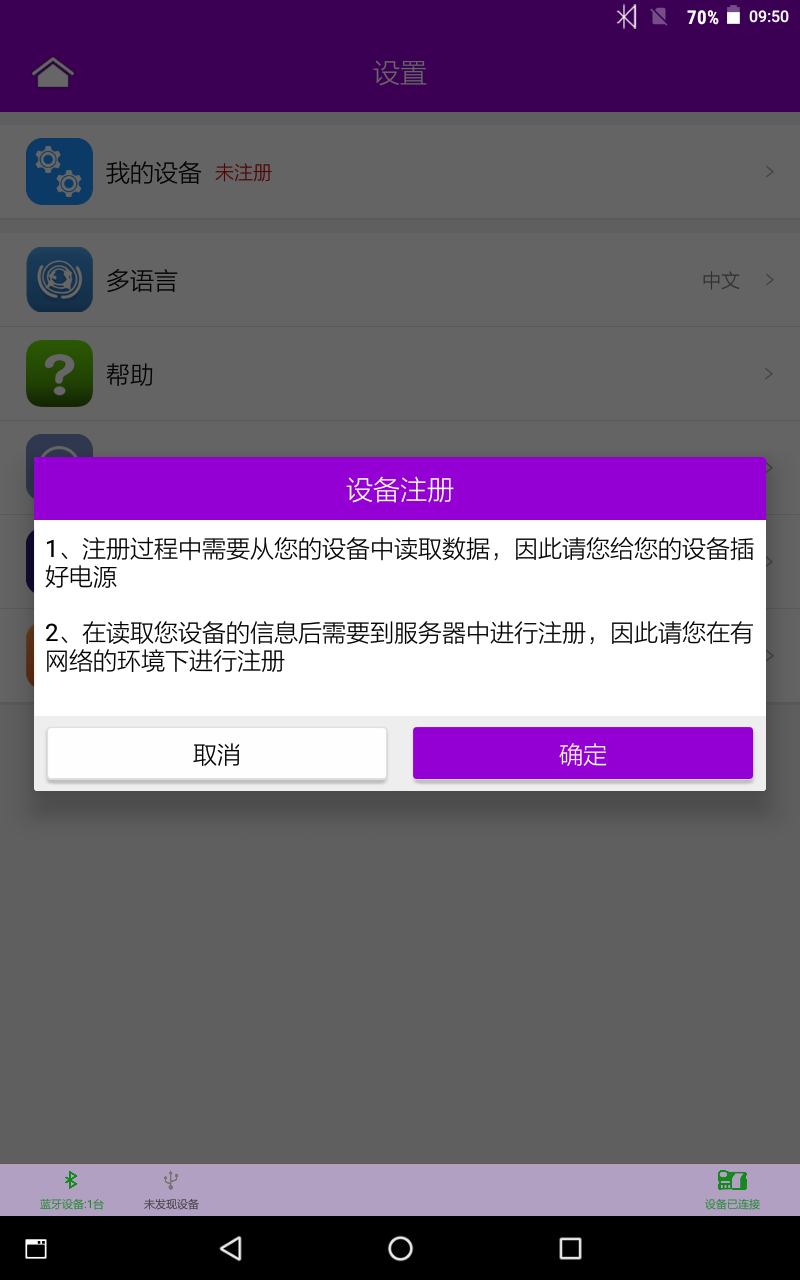 70% 09:50
设置
我的设备 未注册
多语言 中文
帮助
设备注册
1、注册过程中需要从您的设备中读取数据，因此请您给您的设备插
好电源
2、在读取您设备的信息后需要到服务器中进行注册，因此请您在有
网络的环境下进行注册
取消 确定
蓝牙设备:1台 未发现设备 设备已连接